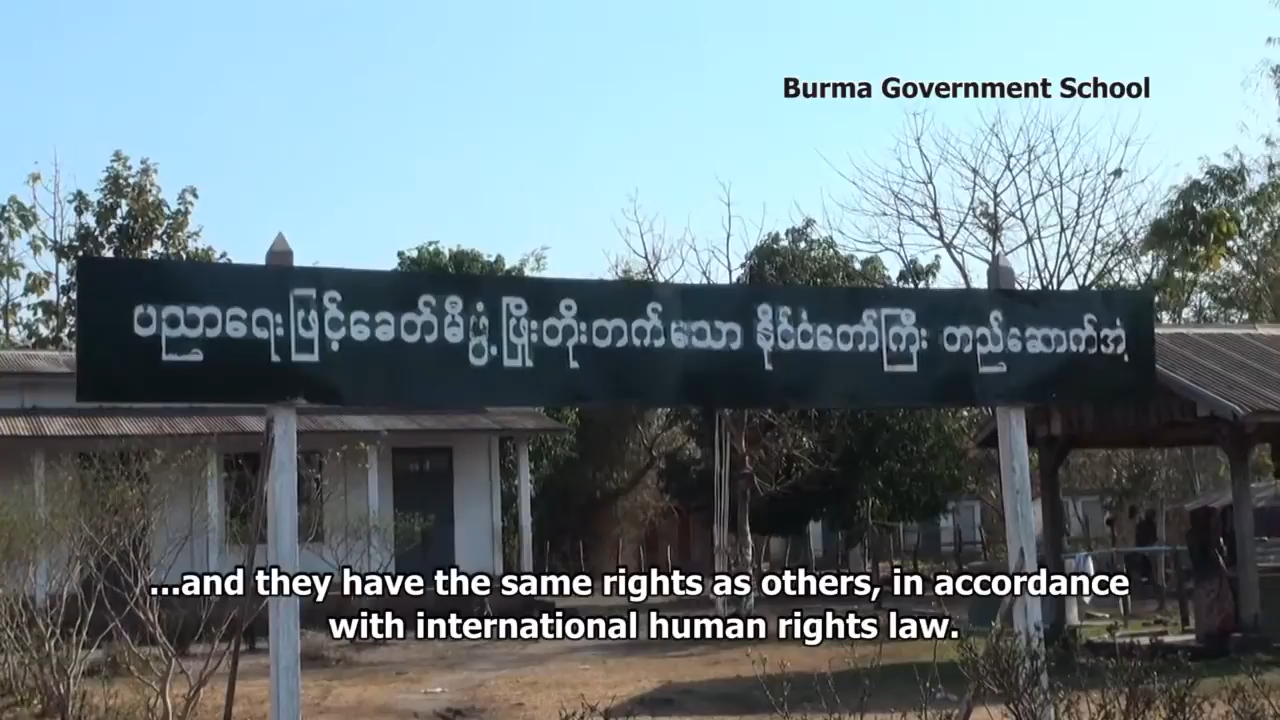 Burma Government School
ပညာရေးဖြင့်ခေတ်မီဖွံ့ဖြိုးတိုးတက်သော နိုင်ငံတော်ကြီး တည်ဆောက်အံ့
...and they have the same rights as others, in accordance
with international human rights law.